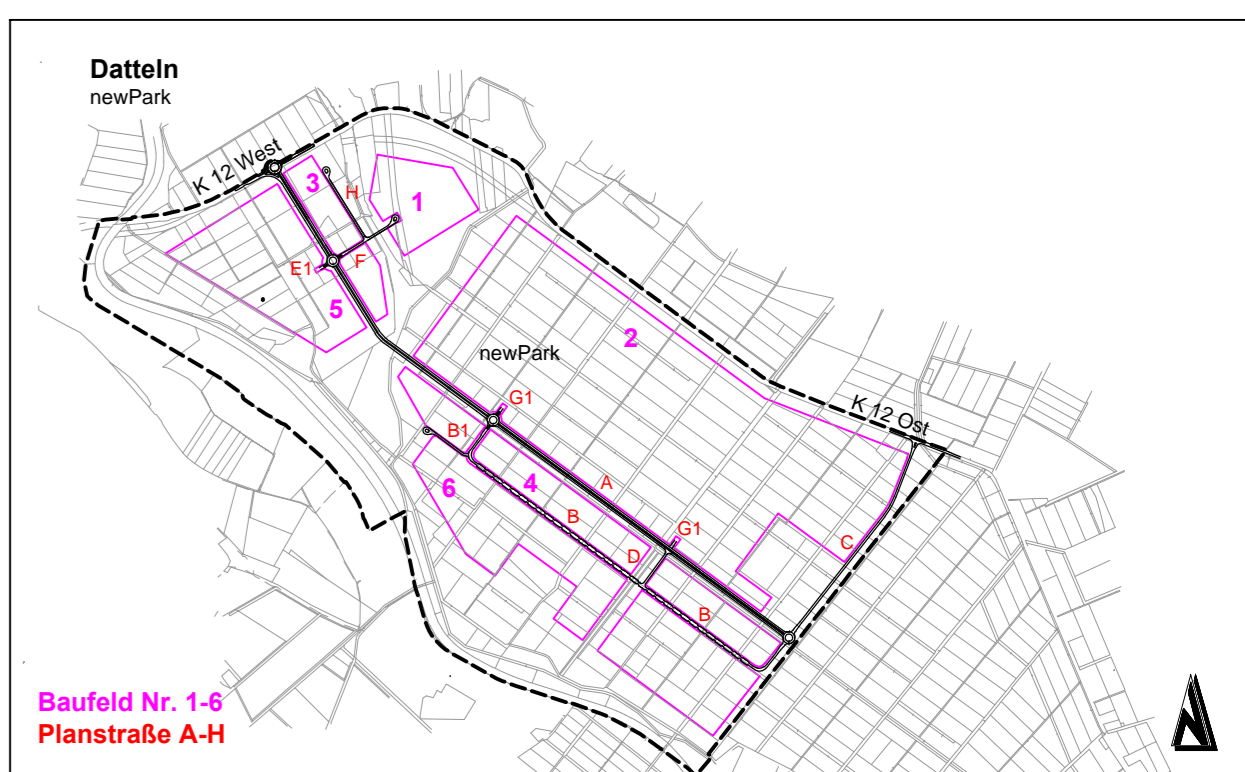 Datteln
newPark
K 12 West
3
H
1
F
E1
5
2
newPark
G1
K 12 Ost
B1
4
A
6
B
G1
D
C
B
Baufeld Nr. 1-6
Planstraße A-H
N